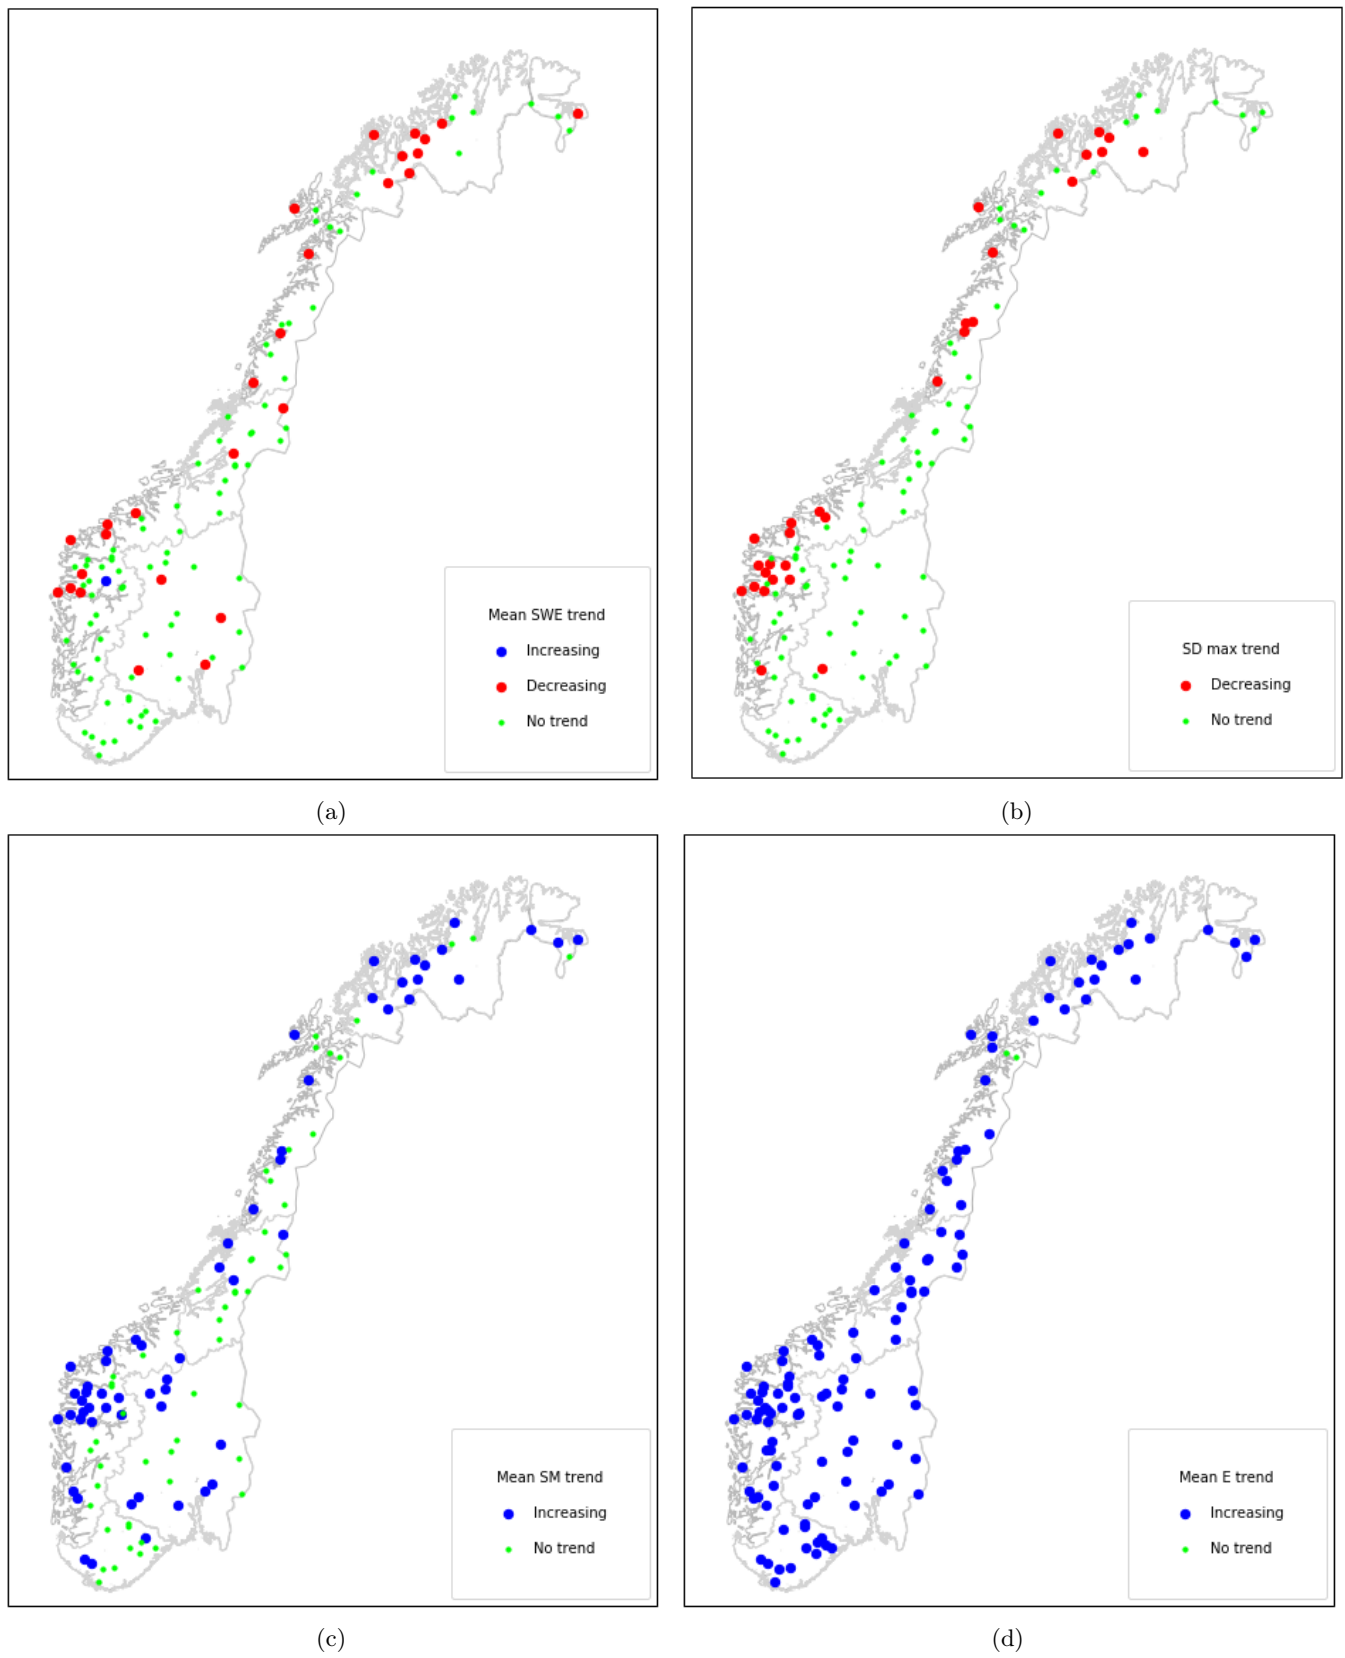 Mean SWE trend
Increasing
Decreasing
No trend
SD max trend
Decreasing
No trend
(a)
(b)
Mean SM trend
Increasing
No trend
Mean E trend
Increasing
No trend
(c)
(d)